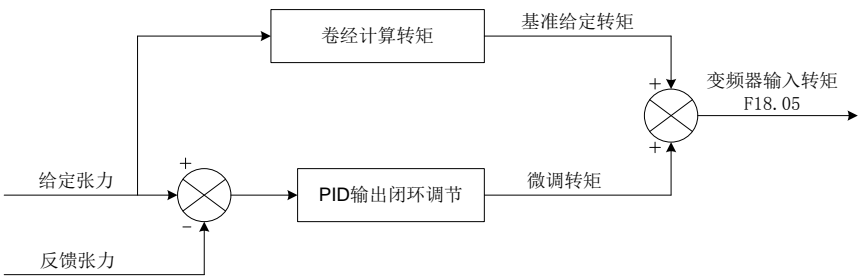 卷经计算转矩
基准给定转矩
变频器输入转矩
F18.05
+
+
+
给定张力
-
PID输出闭环调节
微调转矩
反馈张力